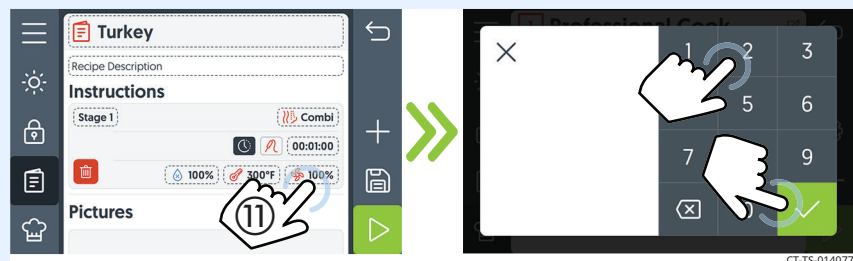 Turkey
Recipe Description
Instructions
Stage 1
Combi
00:01:00
100%
300°F
100%
11
Pictures
Professional Cook
1 2 3
5 6
7 9
CT-TS-014077